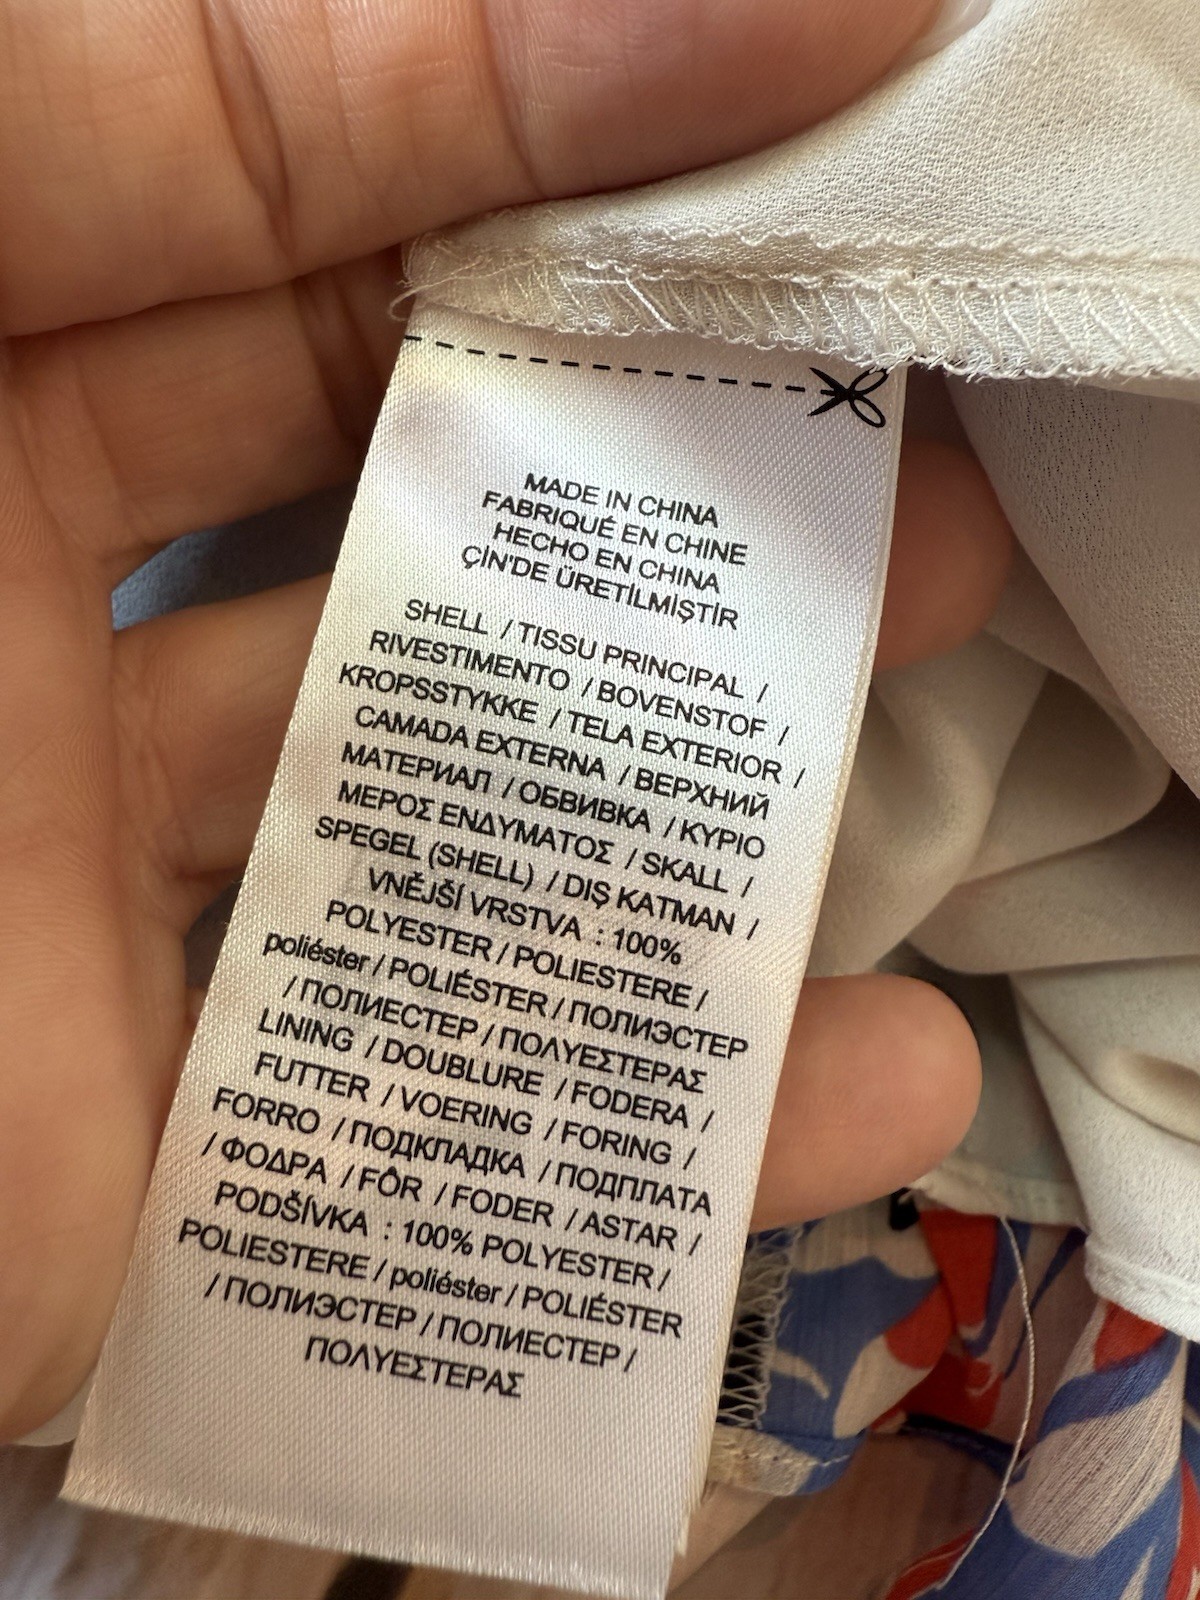 MADE IN CHINA
FABRIQUÉ EN CHINE
HECHO EN CHINA
ÇİN'DE ÜRETİLMİŞTİR
SHELL / TISSU PRINCIPAL /
RIVESTIMENTO / BOVENSTOF /
KROPSSTYKKE / TELA EXTERIOR /
CAMADA EXTERNA / ВЕРХНИЙ
МАТЕРИАЛ / ОБВИВКА / ΚΥΡΙΟ
ΜΕΡΟΣ ΕΝΔΥΜΑΤΟΣ / SKALL /
SPEGEL (SHELL) / DIŞ KATMAN /
VNĚJŠÍ VRSTVA : 100%
POLYESTER / POLIESTERE /
poliéster / POLIÉSTER / ПОЛИЭСТЕР
/ ПОЛИЕСТЕР / ΠΟΛΥΕΣΤΕΡΑΣ
LINING / DOUBLURE / FODERA /
FUTTER / VOERING / FORING /
FORRO / ПОДКЛАДКА / ПОДПЛАТА
/ ΦΟΔΡΑ / FÔR / FODER / ASTAR /
PODŠÍVKA : 100% POLYESTER /
POLIESTERE / poliéster / POLIÉSTER
/ ПОЛИЭСТЕР / ПОЛИЕСТЕР /
ΠΟΛΥΕΣΤΕΡΑΣ